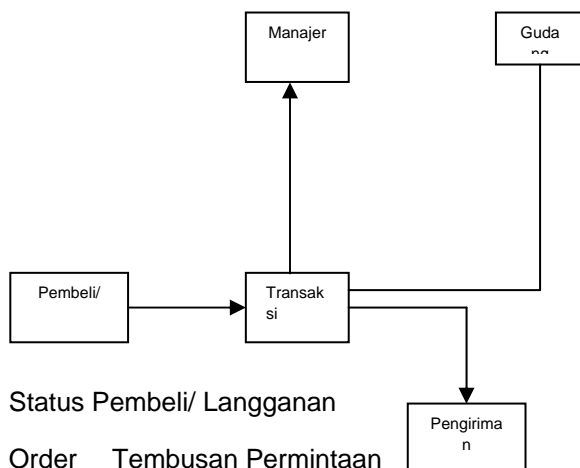 Manajer
Guda
ng
Pembeli/
Transak
si
Status Pembeli/ Langganan
Pengirima
n
Order Tembusan Permintaan